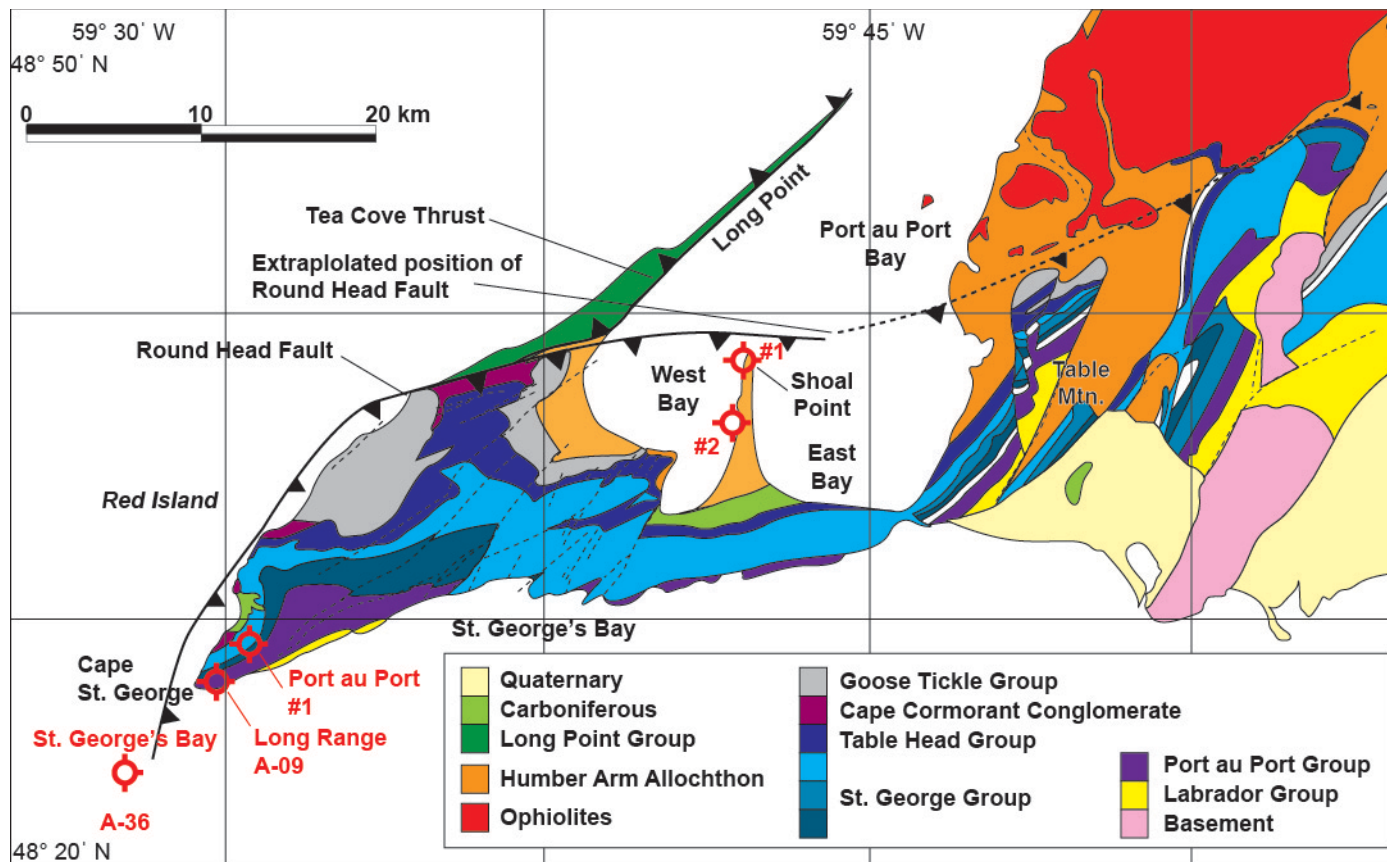 59° 30' W
59° 45' W
48° 50' N
0 10 20 km
Tea Cove Thrust
Long Point
Port au Port
Bay
Extraplolated position of
Round Head Fault
Round Head Fault
#1
West
Bay
Shoal
Point
Table
Mtn.
#2
East
Bay
Red Island
St. George's Bay
Cape
St. George
Port au Port
#1
St. George's Bay
Long Range
A-09
A-36
48° 20' N
Quaternary
Carboniferous
Long Point Group
Humber Arm Allochthon
Ophiolites
Goose Tickle Group
Cape Cormorant Conglomerate
Table Head Group
St. George Group
Port au Port Group
Labrador Group
Basement